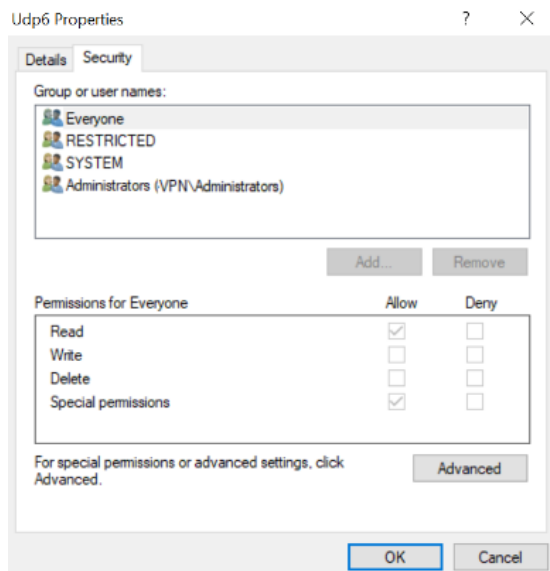 Udp6 Properties
?
Details
Security
Group or user names:
Everyone
RESTRICTED
SYSTEM
Administrators (VPN\Administrators)
Add...
Remove
Permissions for Everyone
Allow
Deny
Read
Write
Delete
Special permissions
For special permissions or advanced settings, click
Advanced.
Advanced
OK
Cancel